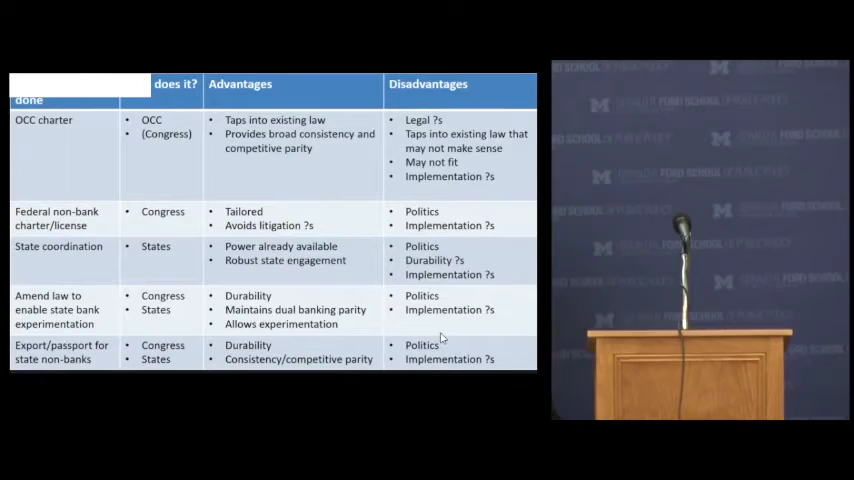 does it?
Advantages
Disadvantages
done
OCC charter
• OCC
(Congress)
• Taps into existing law
• Provides broad consistency and
competitive parity
• Legal ?s
• Taps into existing law that
may not make sense
• May not fit
• Implementation ?s
Federal non-bank
charter/license
• Congress
• Tailored
• Avoids litigation ?s
• Politics
• Implementation ?s
State coordination
• States
• Power already available
• Robust state engagement
• Politics
• Durability ?s
• Implementation ?s
Amend law to
enable state bank
experimentation
• Congress
• States
• Durability
• Maintains dual banking parity
• Allows experimentation
• Politics
• Implementation ?s
Export/passport for
state non-banks
• Congress
• States
• Durability
• Consistency/competitive parity
• Politics
• Implementation ?s
M
FORD SCHOOL